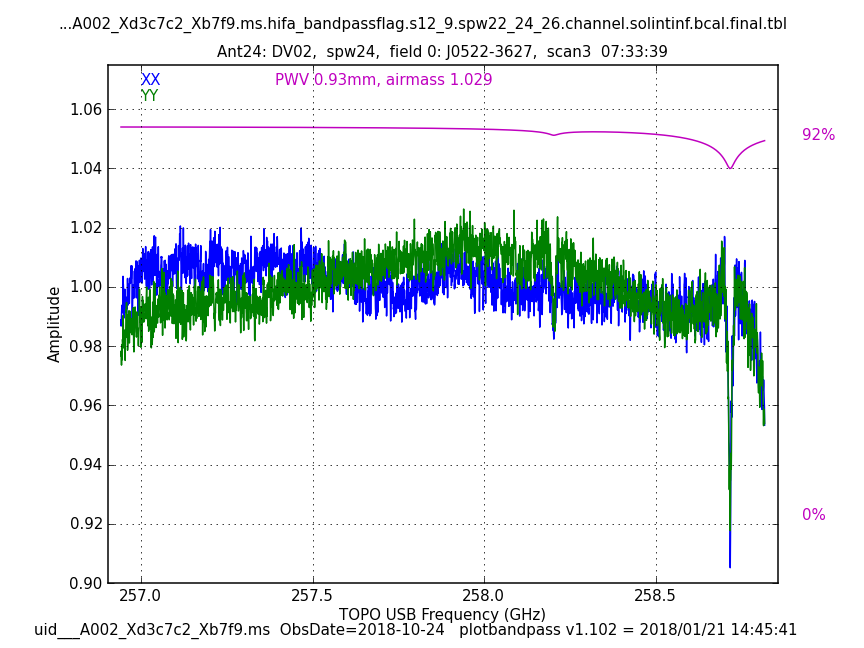 ...A002_Xd3c7c2_Xb7f9.ms.hifa_bandpassflag.s12_9.spw22_24_26.channel.solintinf.bcal.final.tbl
Ant24: DV02, spw24, field 0: J0522-3627, scan3 07:33:39
XX
PWV 0.93mm, airmass 1.029
YY
1.06
92%
1.04
1.02
1.00
Amplitude
0.98
0.96
0.94
0.92
0%
0.90
257.0 257.5 258.0 258.5
TOPO USB Frequency (GHz)
uid___A002_Xd3c7c2_Xb7f9.ms ObsDate=2018-10-24 plotbandpass v1.102 = 2018/01/21 14:45:41